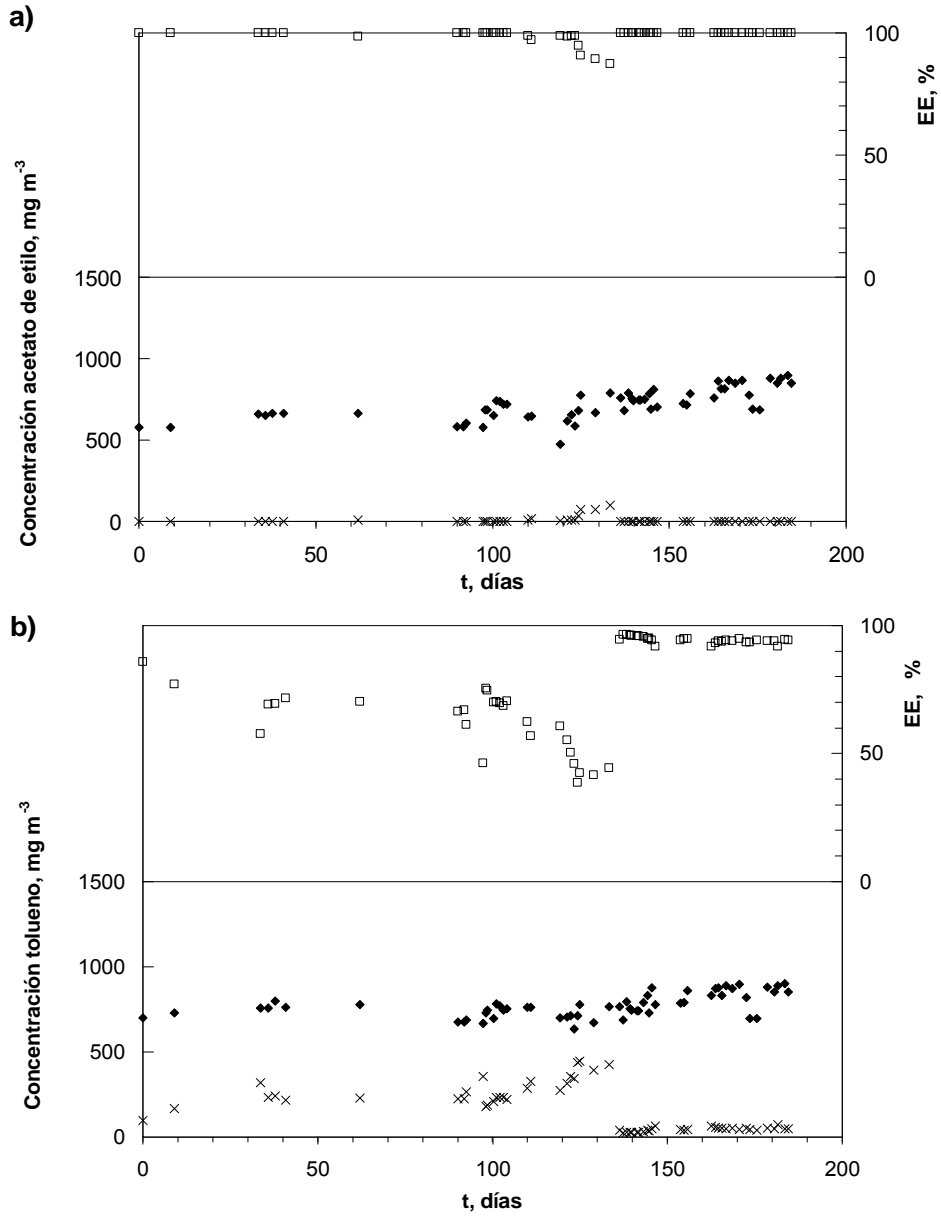 a)
100
50
0
EE, %
Concentración acetato de etilo, mg m-3
1500
1000
500
0
0 50 100 150 200
t, días
b)
100
50
0
EE, %
Concentración tolueno, mg m-3
1500
1000
500
0
0 50 100 150 200
t, días